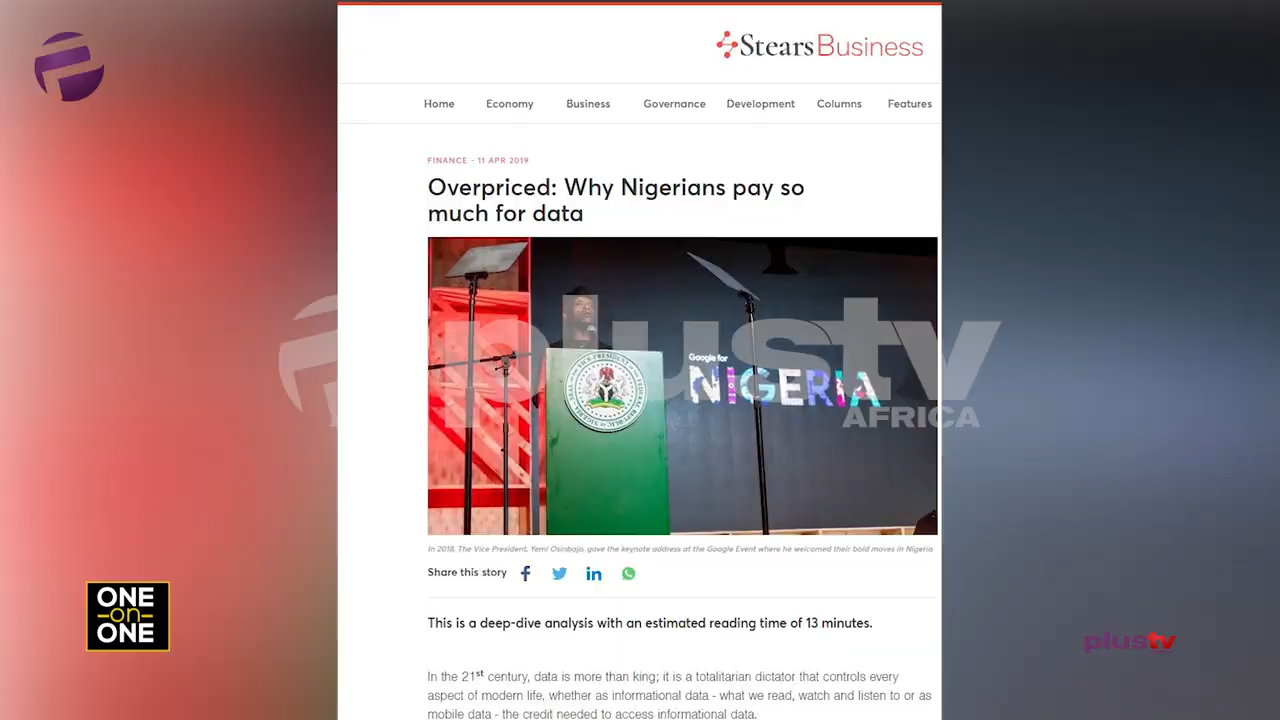 StearsBusiness
Home Economy Business Governance Development Columns Features
FINANCE - 11 APR 2019
Overpriced: Why Nigerians pay so
much for data
Google for
NIGERIA
plustv
AFRICA
In 2018, The Vice President, Yemi Osinbajo, gave the keynote address at the Google Event where he welcomed their bold moves in Nigeria
Share this story
ONE
on
ONE
This is a deep-dive analysis with an estimated reading time of 13 minutes.
plustv
In the 21st century, data is more than king; it is a totalitarian dictator that controls every
aspect of modern life, whether as informational data - what we read, watch and listen to or as
mobile data - the credit needed to access informational data.